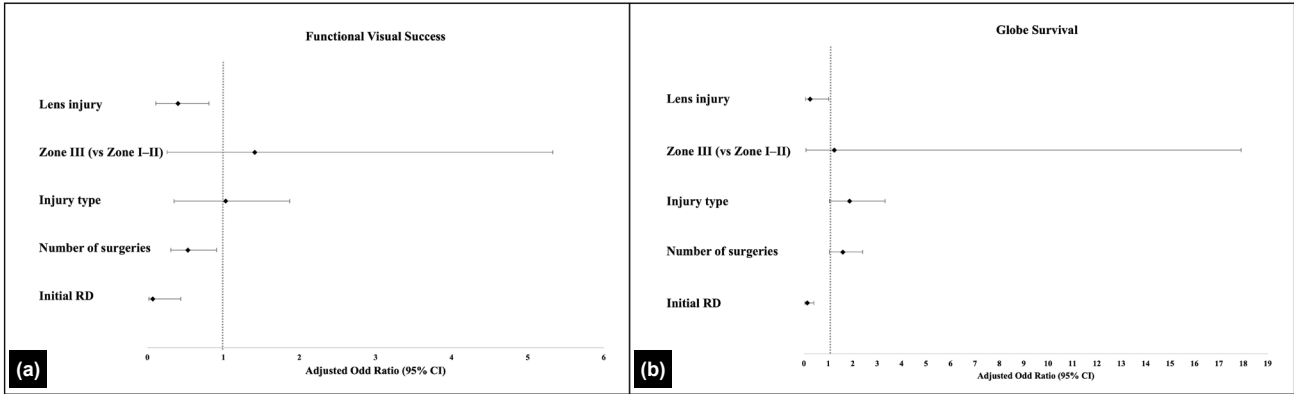 Functional Visual Success
Lens injury
Zone III (vs Zone I–II)
Injury type
Number of surgeries
Initial RD
0 1 2 3 4 5 6
Adjusted Odd Ratio (95% CI)
(a)
Globe Survival
Lens injury
Zone III (vs Zone I–II)
Injury type
Number of surgeries
Initial RD
0 1 2 3 4 5 6 7 8 9 10 11 12 13 14 15 16 17 18 19
Adjusted Odd Ratio (95% CI)
(b)